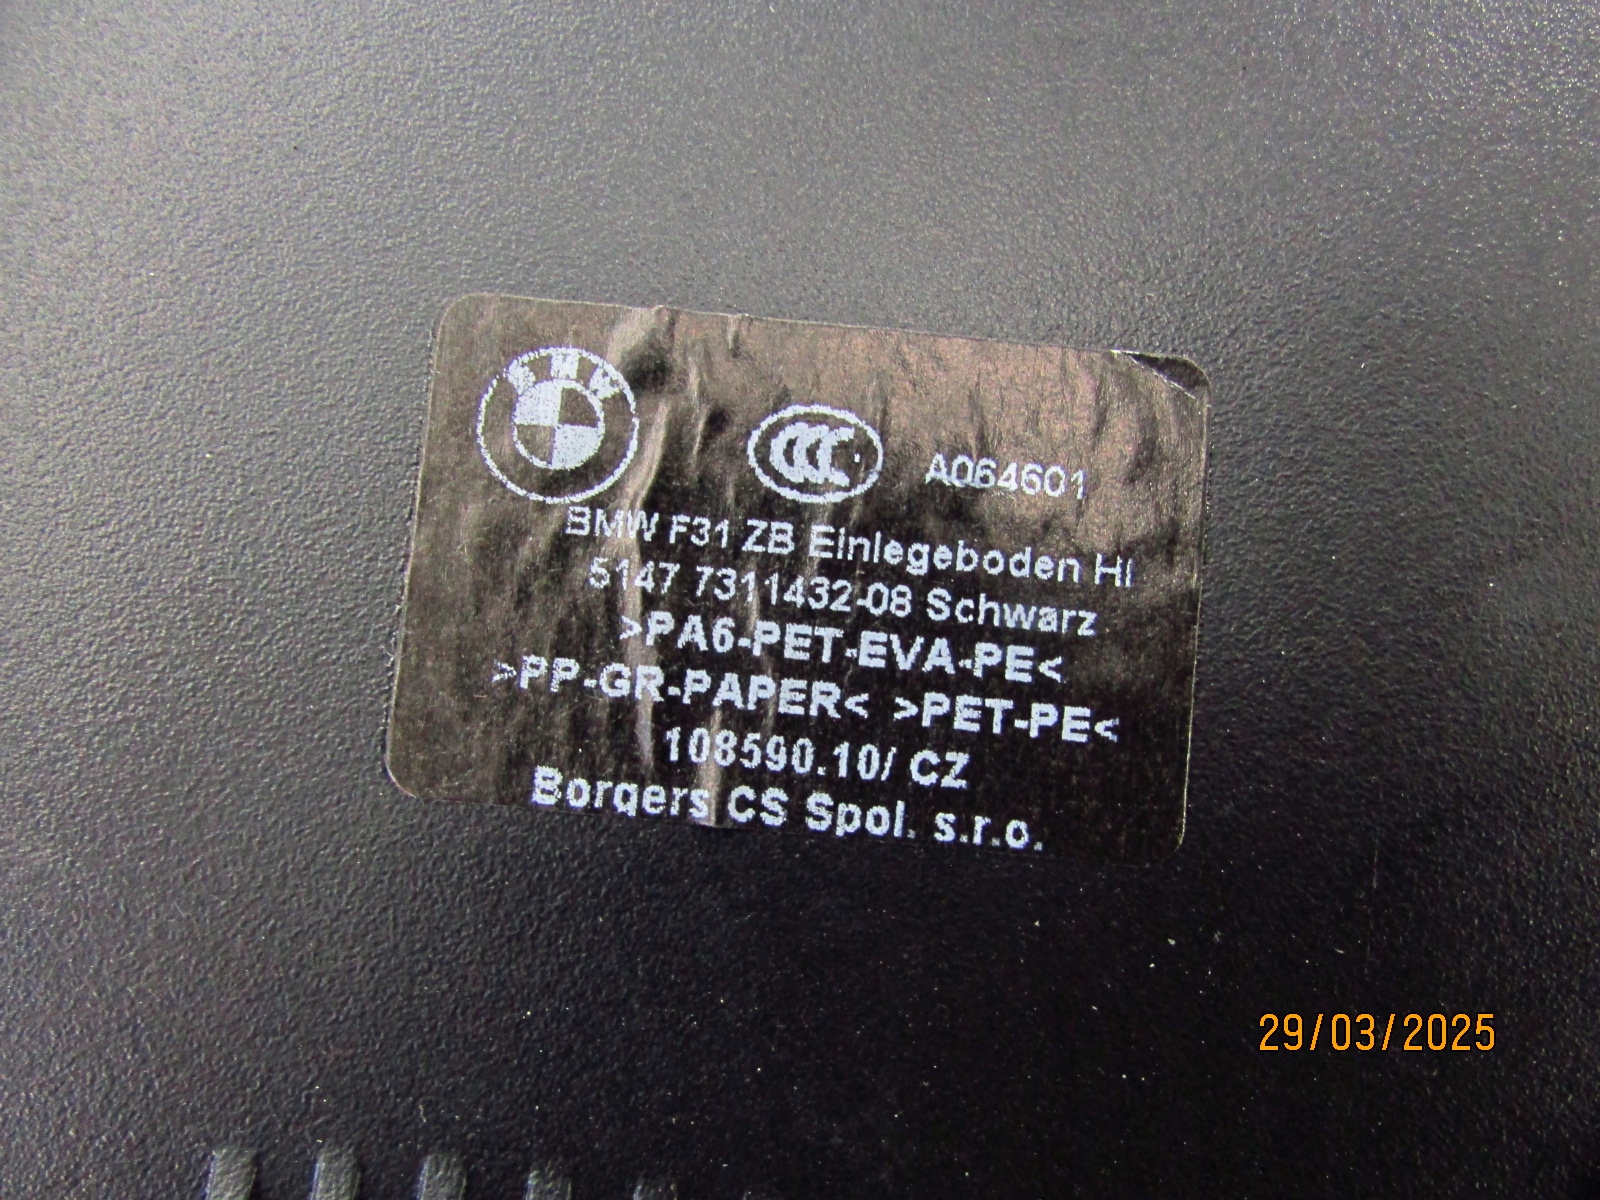 BMW
CCC A064601
BMW F31 ZB Einlegeboden HI
5147 7311432-08 Schwarz
>PA6-PET-EVA-PE<
>PP-GR-PAPER< >PET-PE<
108590.10/ CZ
Borgers CS Spol. s.r.o.
29/03/2025